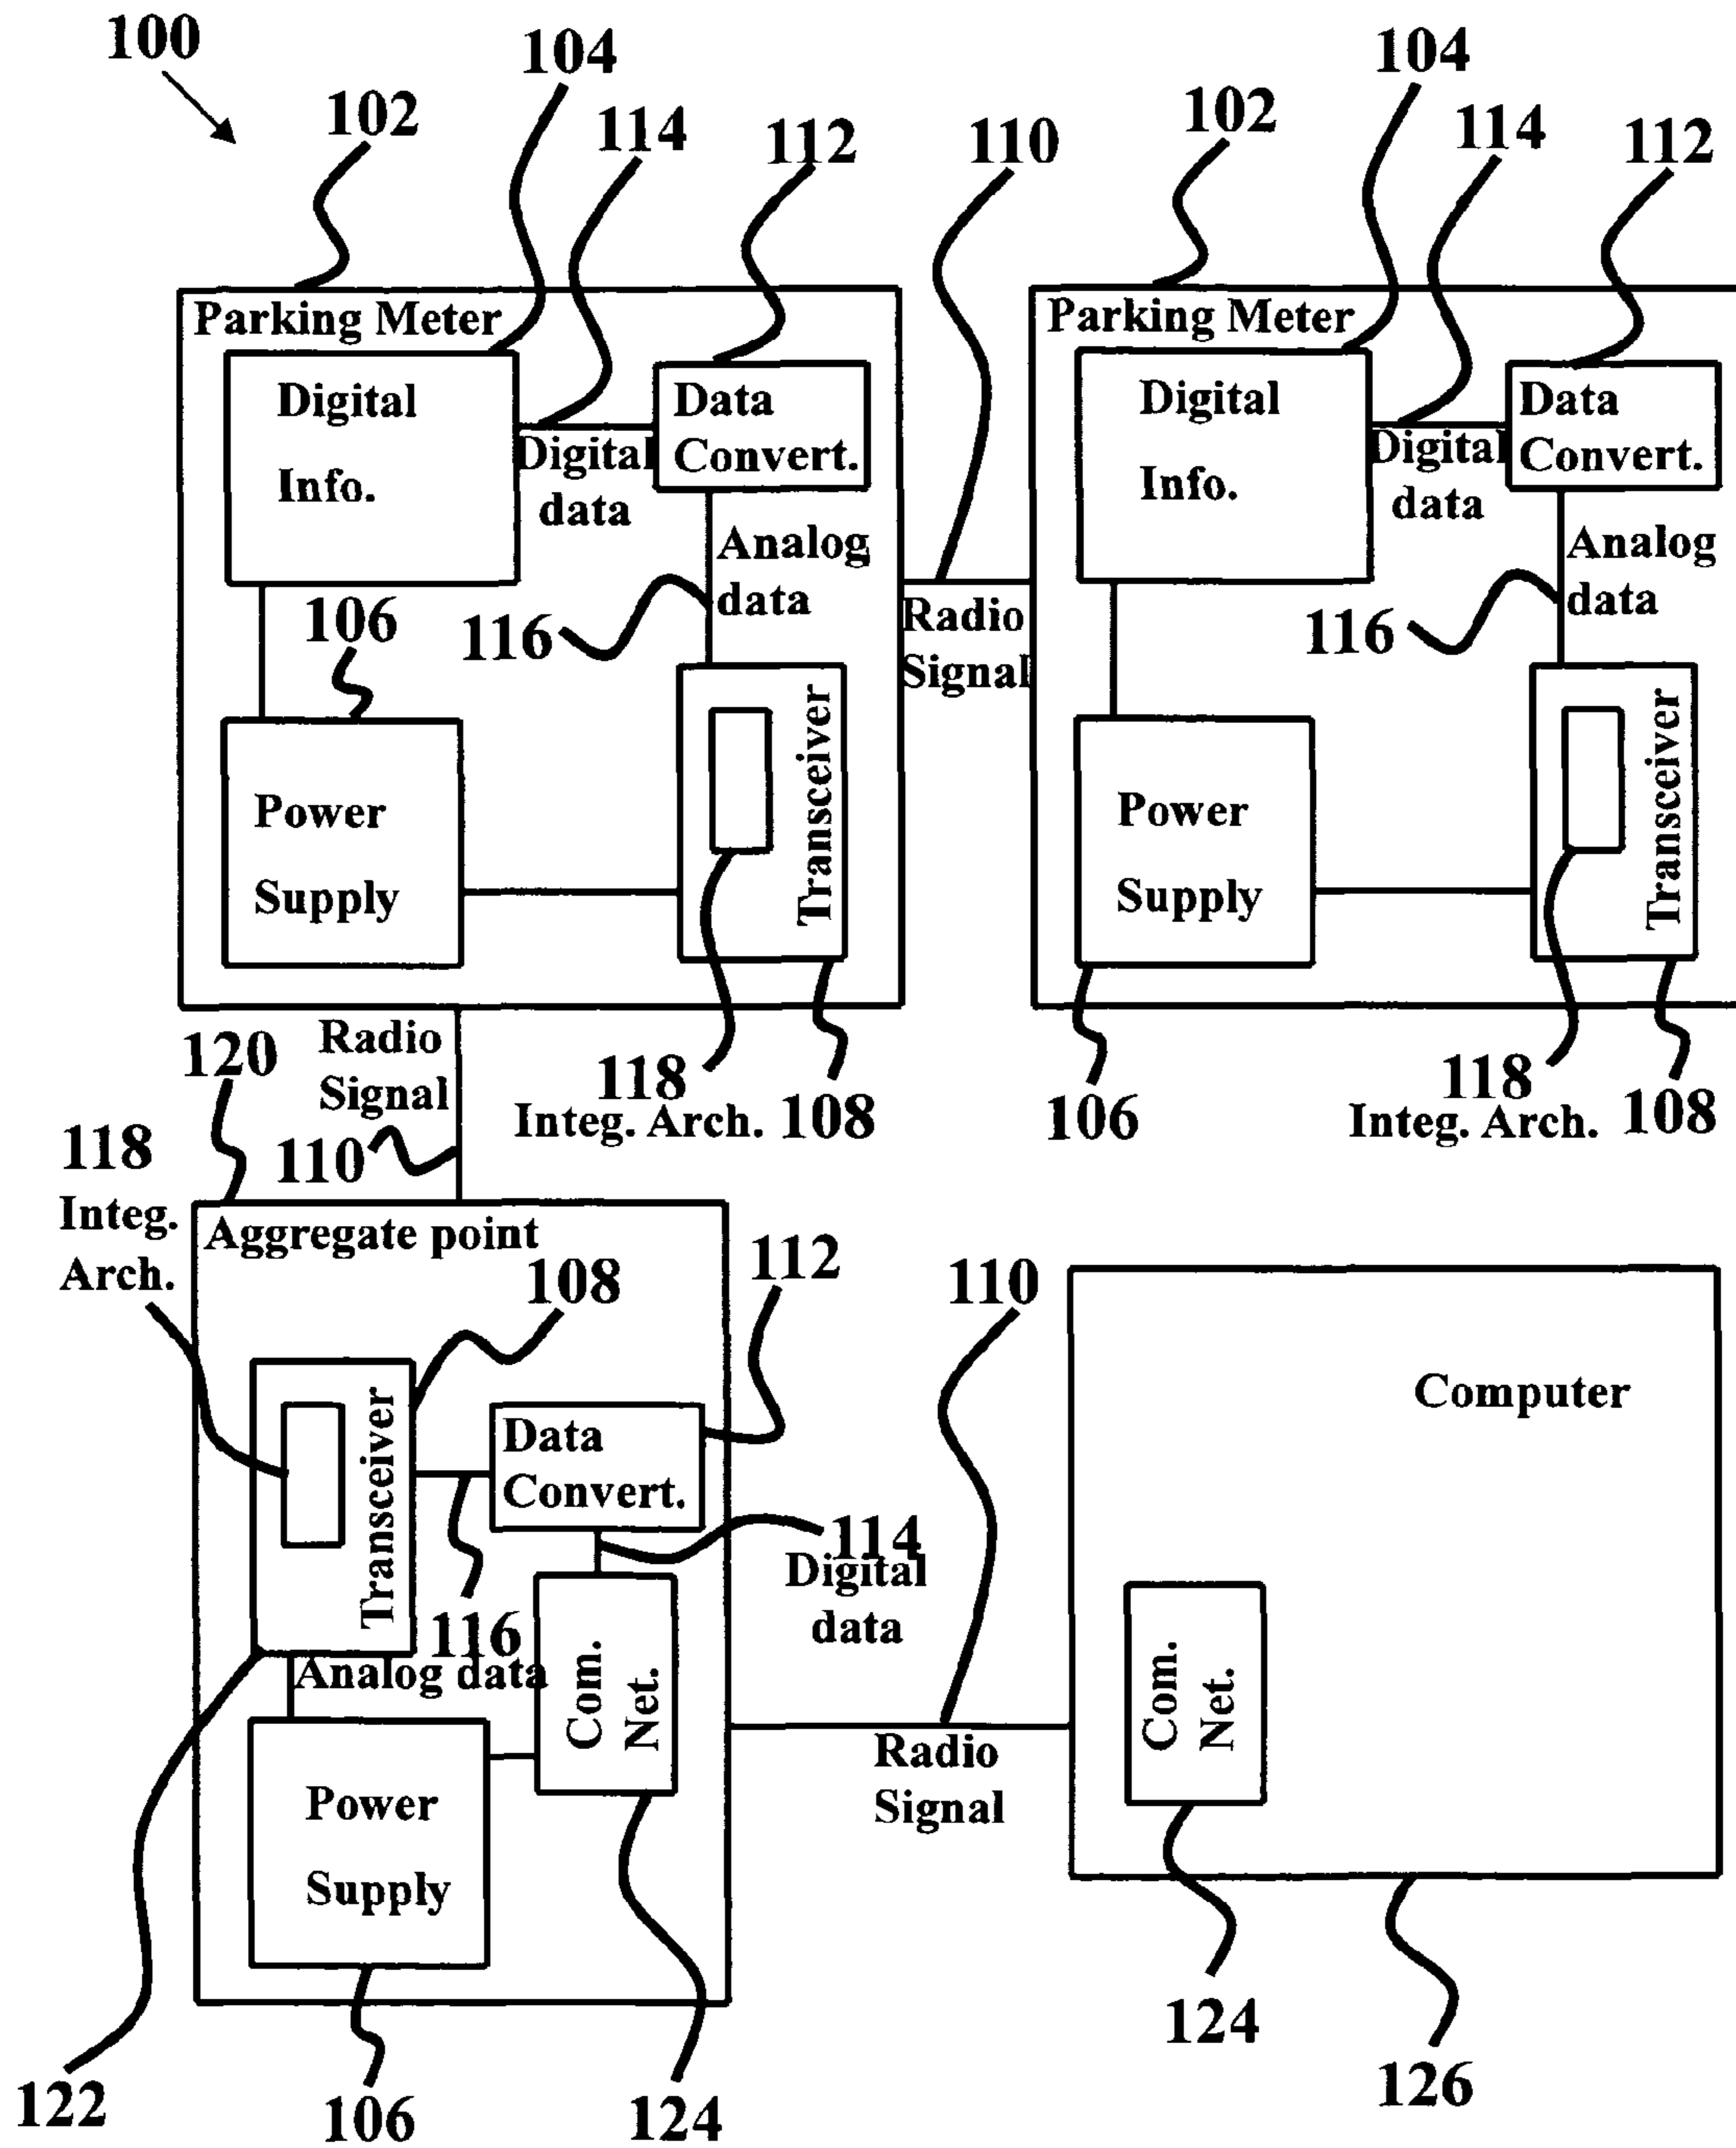 100
102
104
114
112
110
102
104
114
112
Parking Meter
Digital
Info.
Digital
data
Data
Convert.
Analog
data
106
116
Power
Supply
Transceiver
Radio
Signal
Parking Meter
Digital
Info.
Digital
data
Data
Convert.
Analog
data
116
Power
Supply
Transceiver
120
Radio
Signal
110
118
Integ. Arch.
108
106
118
Integ. Arch.
108
118
Integ.
Arch.
Aggregate point
108
112
110
Transceiver
Data
Convert.
114
Digital
data
116
Analog data
Com.
Net.
Power
Supply
Radio
Signal
Computer
Com.
Net.
122
106
124
124
126